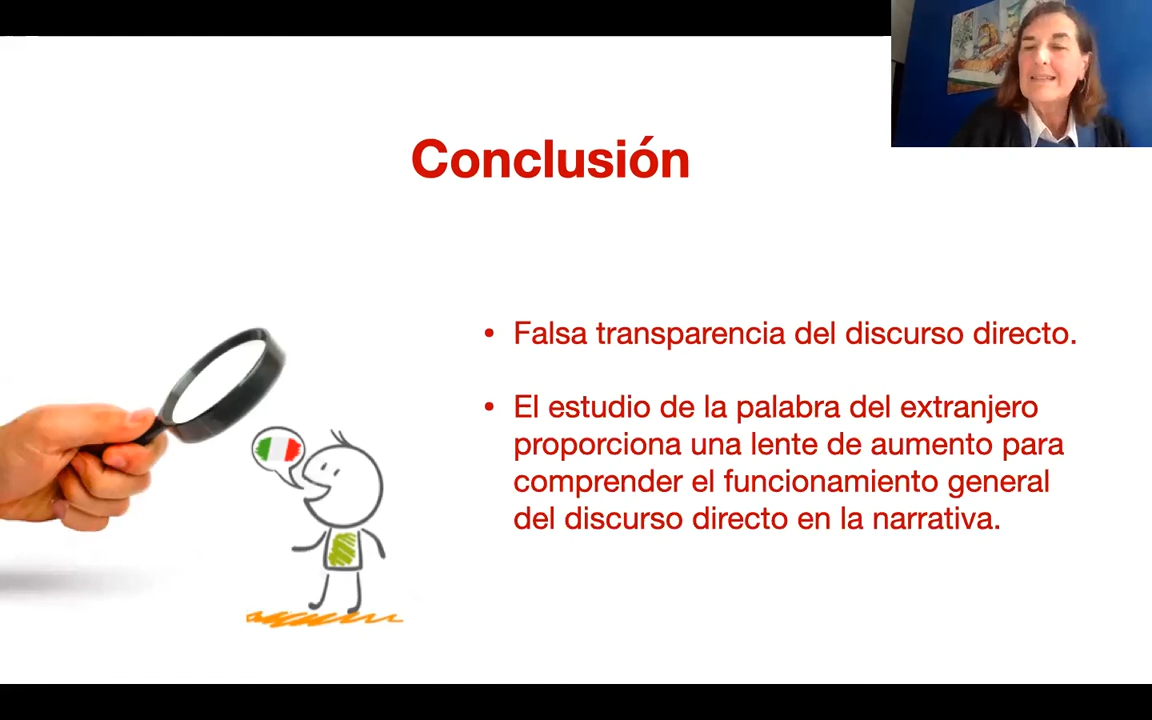 Conclusión
• Falsa transparencia del discurso directo.
• El estudio de la palabra del extranjero
proporciona una lente de aumento para
comprender el funcionamiento general
del discurso directo en la narrativa.